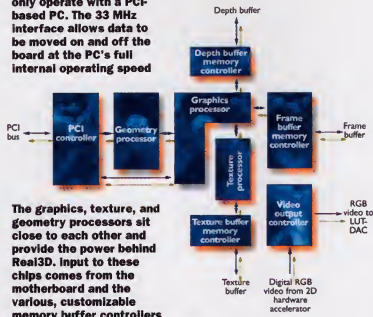 only operate with a PCI-
based PC. The 33 MHz
interface allows data to
be moved on and off the
board at the PC's full
internal operating speed
Depth buffer
Depth buffer
memory
controller
Graphics
processor
PCI
bus
PCI
controller
Geometry
processor
Frame
buffer
memory
controller
Frame
buffer
Texture
processor
Texture buffer
memory
controller
Video
output
controller
RGB
video to
LUT-
DAC
Texture
buffer
Digital RGB
video from 2D
hardware
accelerator
The graphics, texture, and
geometry processors sit
close to each other and
provide the power behind
Real3D. Input to these
chips comes from the
motherboard and the
various, customizable
memory buffer controllers